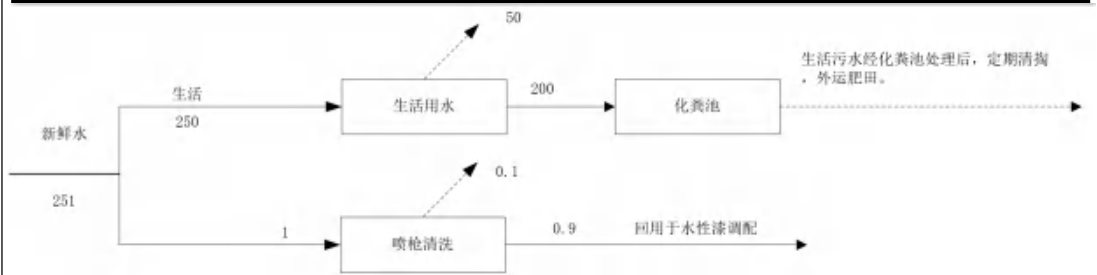 50
生活污水经化粪池处理后，定期清掏
，外运肥田。
生活
250
生活用水
200
化粪池
新鲜水
251
0.1
1
喷枪清洗
0.9
回用于水性漆调配